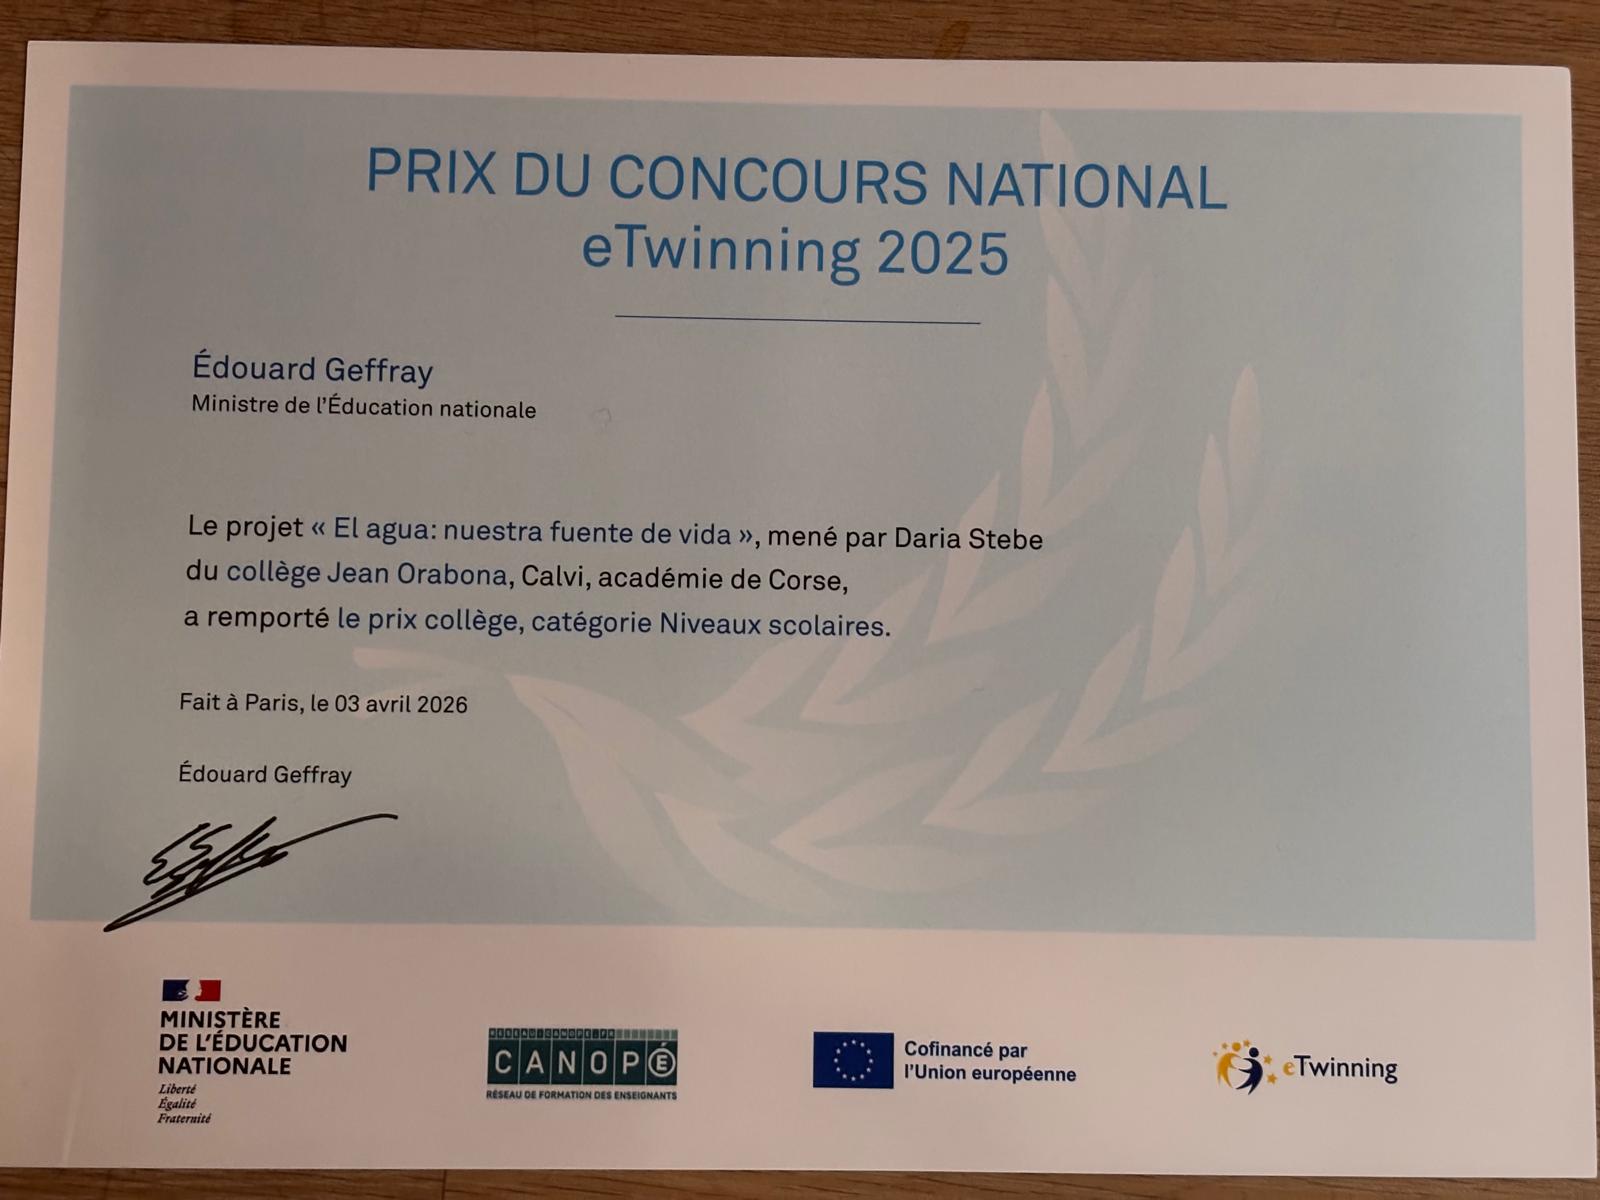 PRIX DU CONCOURS NATIONAL
eTwinning 2025
Édouard Geffray
Ministre de l'Éducation nationale
Le projet « El agua: nuestra fuente de vida », mené par Daria Stebe
du collège Jean Orabona, Calvi, académie de Corse,
a remporté le prix collège, catégorie Niveaux scolaires.
Fait à Paris, le 03 avril 2026
Édouard Geffray
MINISTÈRE
DE L'ÉDUCATION
NATIONALE
Liberté
Égalité
Fraternité
RESEAU-CANOPE.FR
CANOPÉ
RÉSEAU DE FORMATION DES ENSEIGNANTS
Cofinancé par
l'Union européenne
eTwinning